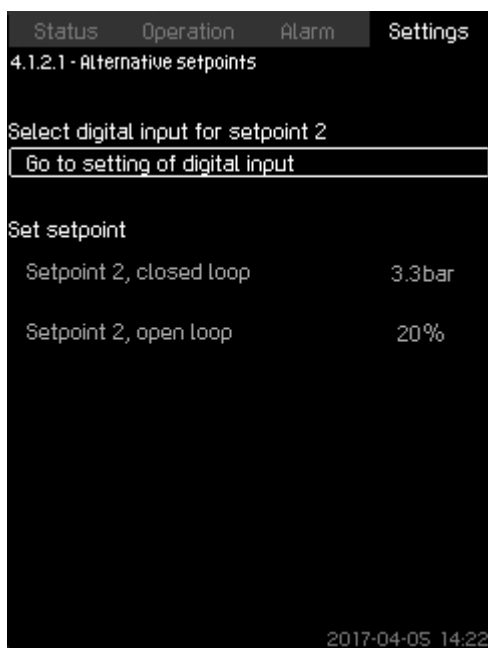 Status Operation Alarm Settings
4.1.2.1 - Alternative setpoints
Select digital input for setpoint 2
Go to setting of digital input
Set setpoint
Setpoint 2, closed loop 3.3bar
Setpoint 2, open loop 20%
2017-04-05 14:22